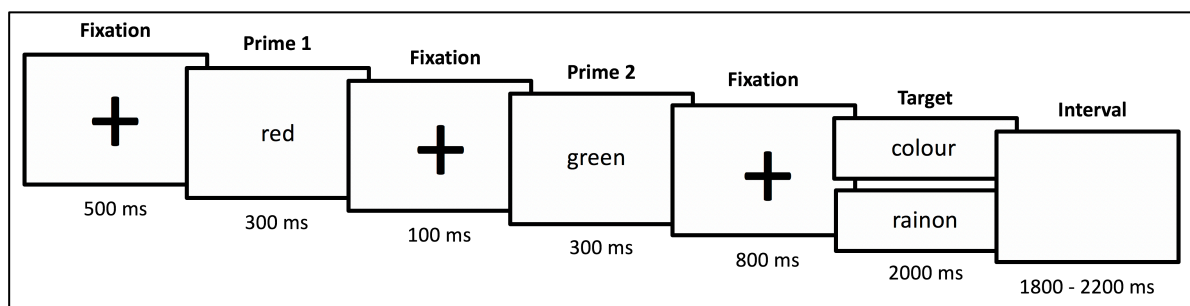 Fixation
Prime 1
Fixation
Prime 2
Fixation
Target
Interval
red
green
colour
rainon
500 ms
300 ms
100 ms
300 ms
800 ms
2000 ms
1800 - 2200 ms